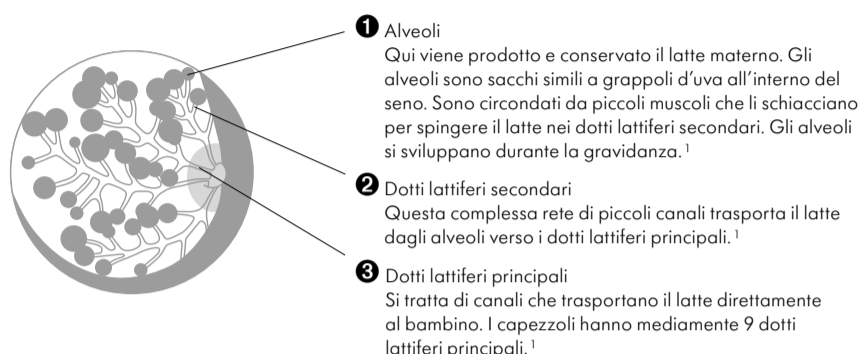 ❶ Alveoli
Qui viene prodotto e conservato il latte materno. Gli
alveoli sono sacchi simili a grappoli d'uva all'interno del
seno. Sono circondati da piccoli muscoli che li schiacciano
per spingere il latte nei dotti lattiferi secondari. Gli alveoli
si sviluppano durante la gravidanza.¹
❷ Dotti lattiferi secondari
Questa complessa rete di piccoli canali trasporta il latte
dagli alveoli verso i dotti lattiferi principali.¹
❸ Dotti lattiferi principali
Si tratta di canali che trasportano il latte direttamente
al bambino. I capezzoli hanno mediamente 9 dotti
lattiferi principali.¹